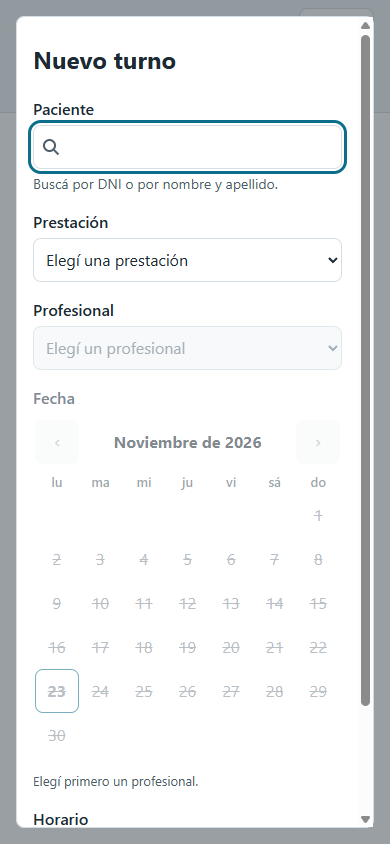 Nuevo turno
Paciente
Buscá por DNI o por nombre y apellido.
Prestación
Elegí una prestación
Profesional
Elegí un profesional
Fecha
‹ Noviembre de 2026 ›
lu ma mi ju vi sá do
1
2 3 4 5 6 7 8
9 10 11 12 13 14 15
16 17 18 19 20 21 22
23 24 25 26 27 28 29
30
Elegí primero un profesional.
Horario